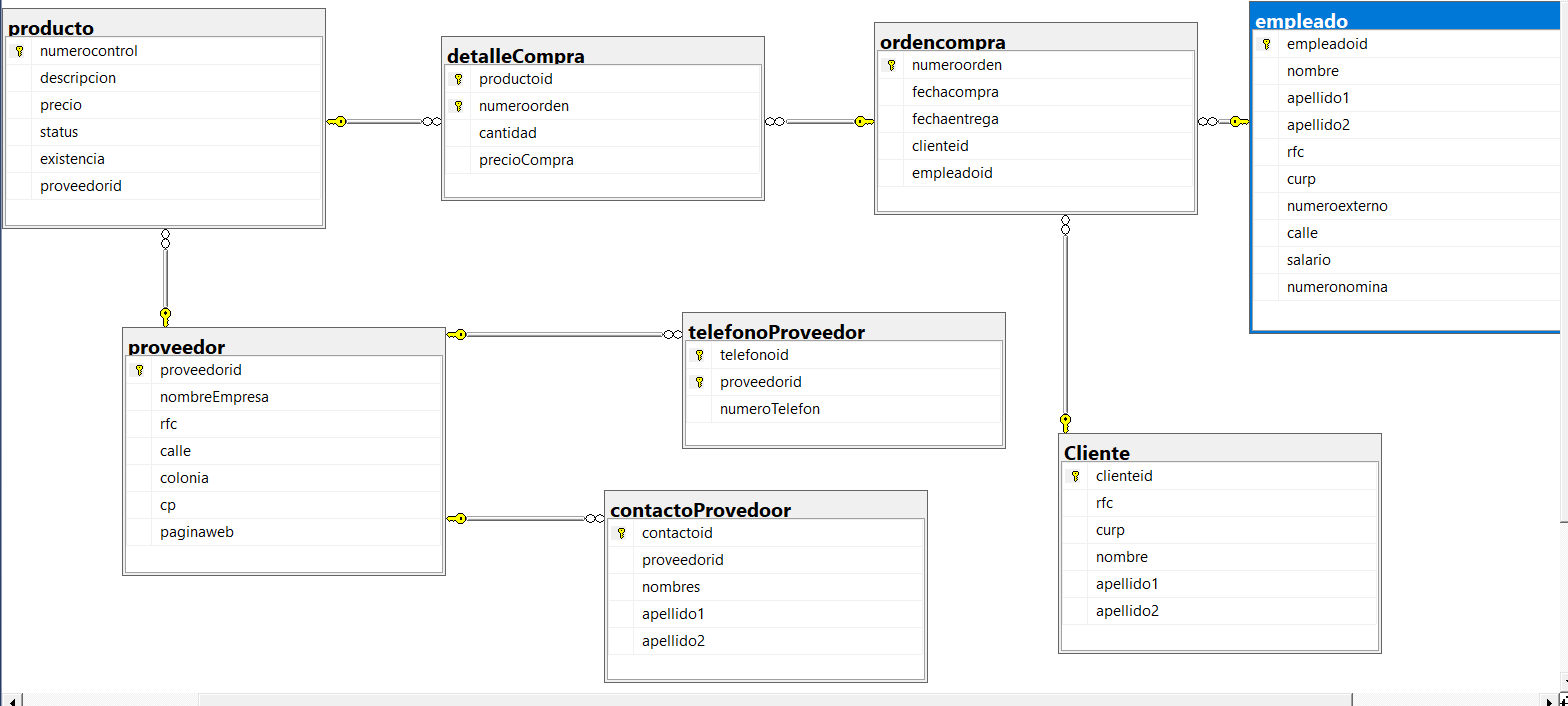 producto
numerocontrol
descripcion
precio
status
existencia
proveedorid
detalleCompra
productoid
numeroorden
cantidad
precioCompra
ordencompra
numeroorden
fechacompra
fechaentrega
clienteid
empleadoid
empleado
empleadoid
nombre
apellido1
apellido2
rfc
curp
numeroexterno
calle
salario
numeronomina
proveedor
proveedorid
nombreEmpresa
rfc
calle
colonia
cp
paginaweb
telefonoProveedor
telefonoid
proveedorid
numeroTelefon
contactoProvedoor
contactoid
proveedorid
nombres
apellido1
apellido2
Cliente
clienteid
rfc
curp
nombre
apellido1
apellido2